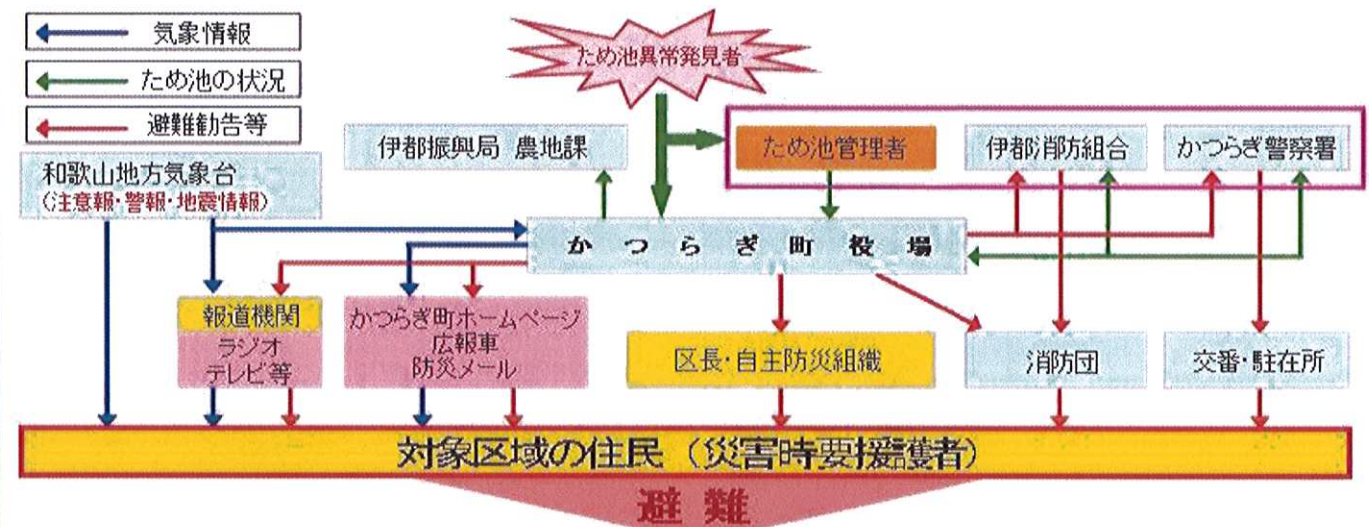 気象情報
ため池の状況
避難勧告等
ため池異常発見者
伊都振興局 農地課
ため池管理者
伊都消防組合
かつらぎ警察署
和歌山地方気象台
(注意報・警報・地震情報)
かつらぎ町役場
報道機関
ラジオ
テレビ等
かつらぎ町ホームページ
広報車
防災メール
区長・自主防災組織
消防団
交番・駐在所
対象区域の住民（災害時要援護者）
避難